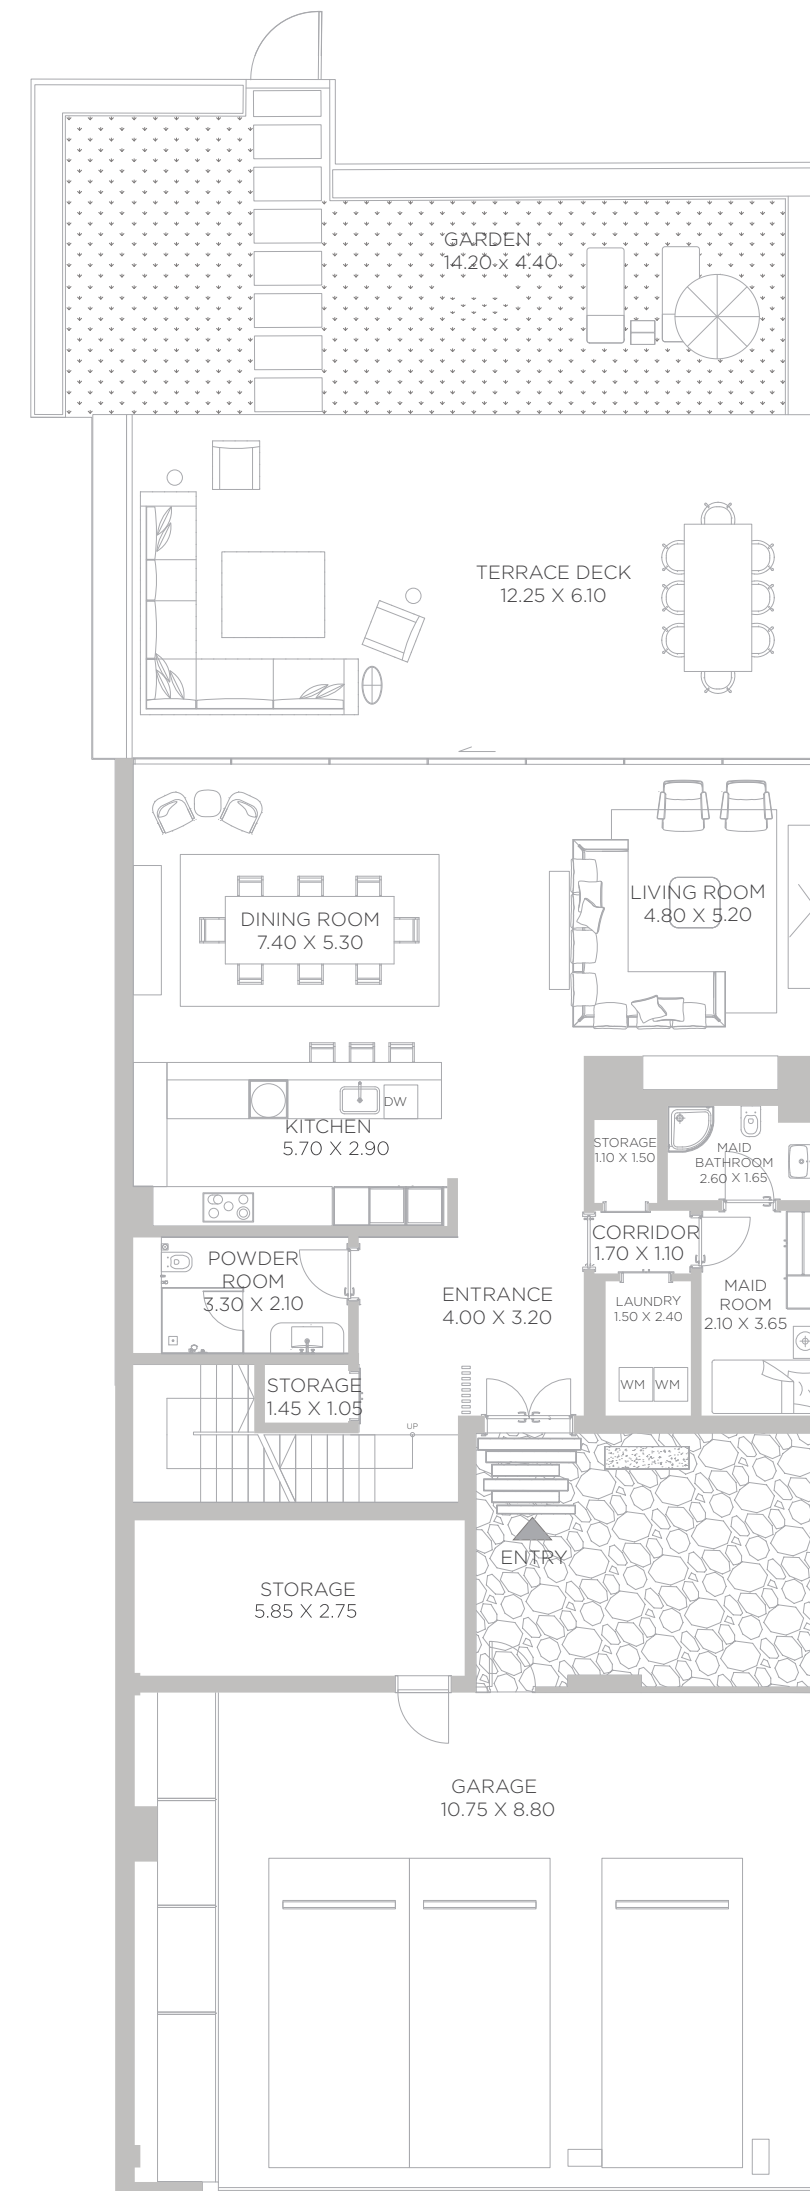 GARDEN
14.20 X 4.40
TERRACE DECK
12.25 X 6.10
LIVING ROOM
4.80 X 5.20
DINING ROOM
7.40 X 5.30
DW
KITCHEN
5.70 X 2.90
STORAGE
1.10 X 1.50
MAID
BATHROOM
2.60 X 1.65
CORRIDOR
1.70 X 1.10
POWDER
ROOM
3.30 X 2.10
ENTRANCE
4.00 X 3.20
LAUNDRY
1.50 X 2.40
MAID
ROOM
2.10 X 3.65
STORAGE
1.45 X 1.05
WM WM
UP
ENTRY
STORAGE
5.85 X 2.75
GARAGE
10.75 X 8.80